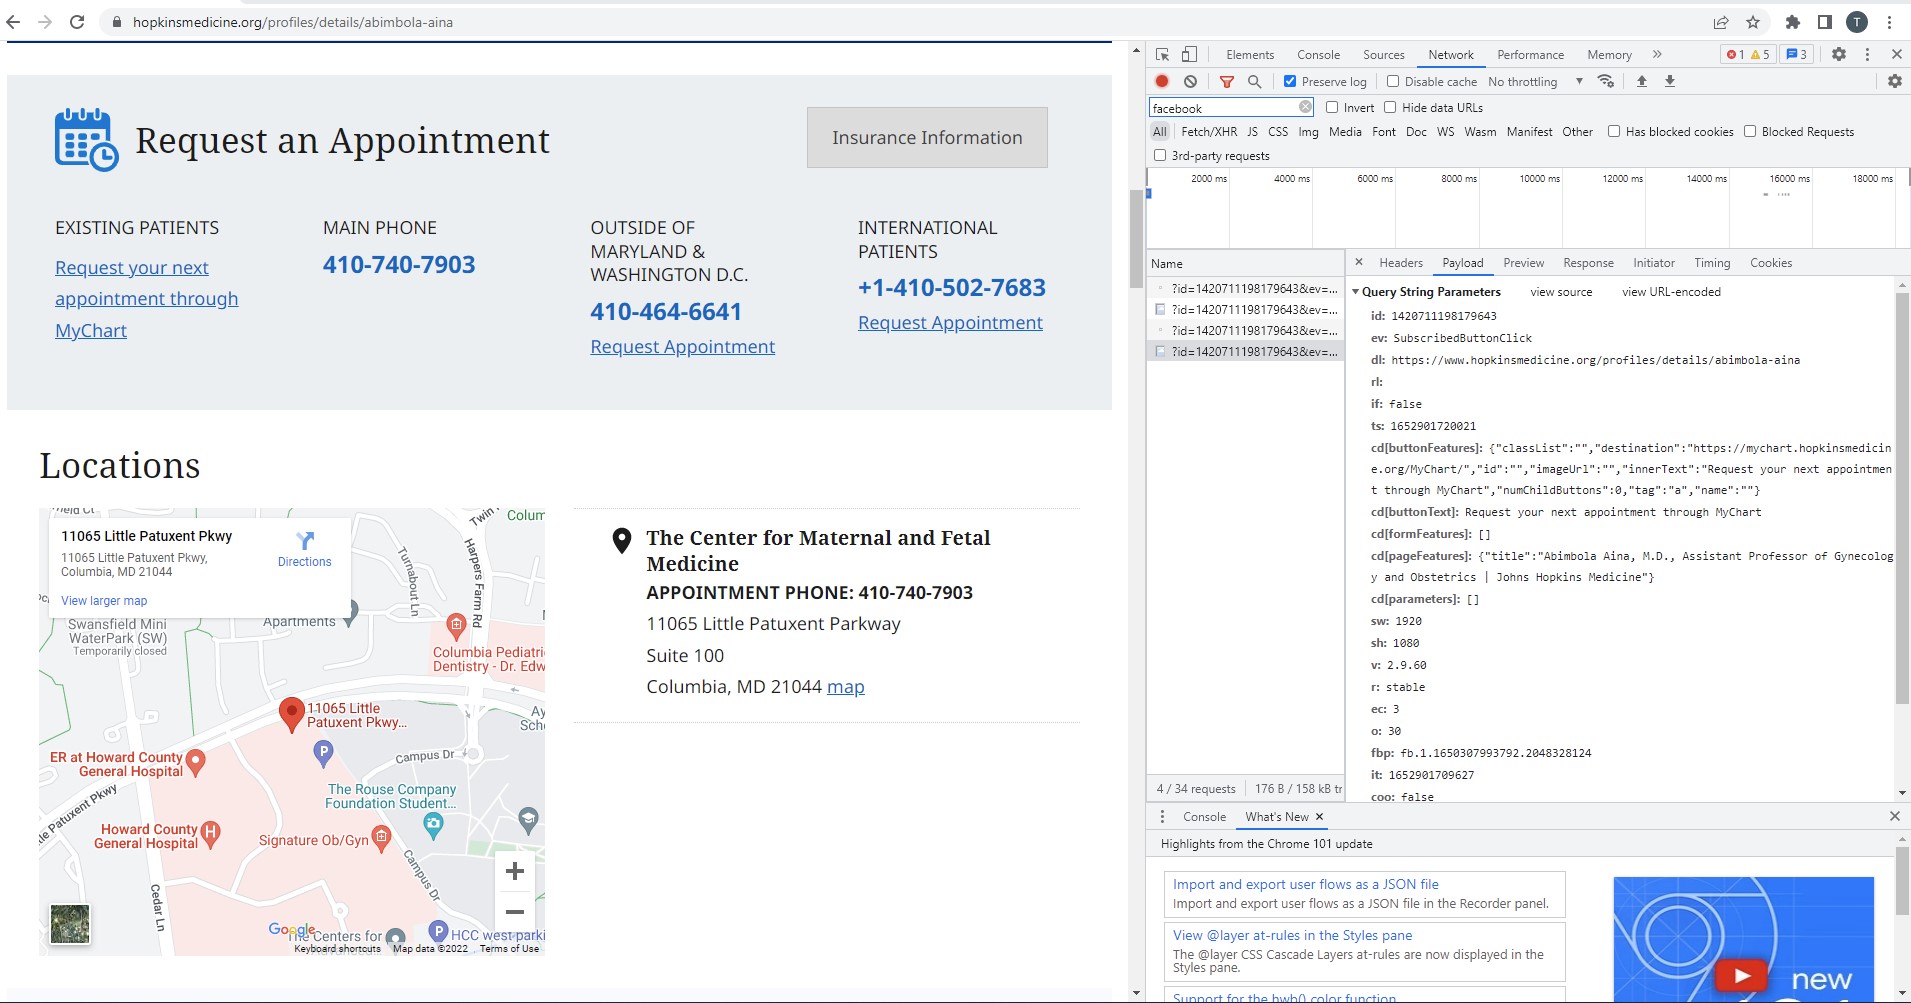 hopkinsmedicine.org/profiles/details/abimbola-aina
T
Request an Appointment
Insurance Information
EXISTING PATIENTS
Request your next
appointment through
MyChart
MAIN PHONE
410-740-7903
OUTSIDE OF
MARYLAND &
WASHINGTON D.C.
410-464-6641
Request Appointment
INTERNATIONAL
PATIENTS
+1-410-502-7683
Request Appointment
Locations
11065 Little Patuxent Pkwy
11065 Little Patuxent Pkwy,
Columbia, MD 21044
Directions
View larger map
Twin
Colum
Turnabout Ln
Harpers Farm Rd
Swansfield Mini
WaterPark (SW)
Temporarily closed
Apartments
Columbia Pediatri
Dentistry - Dr. Edw
11065 Little
Patuxent Pkwy...
Ay
Sch
P
Campus Dr
ER at Howard County
General Hospital
The Rouse Company
Foundation Student...
le Patuxent Pkwy
Howard County
General Hospital
H
Signature Ob/Gyn
Campus Dr
Cedar Ln
Google
The Centers for
P
HCC west parki
Keyboard shortcuts
Map data ©2022
Terms of Use
The Center for Maternal and Fetal
Medicine
APPOINTMENT PHONE: 410-740-7903
11065 Little Patuxent Parkway
Suite 100
Columbia, MD 21044 map
Elements Console Sources Network Performance Memory » 1 5 3
Preserve log Disable cache No throttling
facebook Invert Hide data URLs
All Fetch/XHR JS CSS Img Media Font Doc WS Wasm Manifest Other Has blocked cookies Blocked Requests
3rd-party requests
2000 ms 4000 ms 6000 ms 8000 ms 10000 ms 12000 ms 14000 ms 16000 ms 18000 ms
Name
?id=1420711198179643&ev=...
?id=1420711198179643&ev=...
?id=1420711198179643&ev=...
?id=1420711198179643&ev=...
4 / 34 requests 176 B / 158 kB tr
Headers Payload Preview Response Initiator Timing Cookies
Query String Parameters view source view URL-encoded
id: 1420711198179643
ev: SubscribedButtonClick
dl: https://www.hopkinsmedicine.org/profiles/details/abimbola-aina
rl:
if: false
ts: 1652901720021
cd[buttonFeatures]: {"classList":"","destination":"https://mychart.hopkinsmedicin
e.org/MyChart/","id":"","imageUrl":"","innerText":"Request your next appointmen
t through MyChart","numChildButtons":0,"tag":"a","name":""}
cd[buttonText]: Request your next appointment through MyChart
cd[formFeatures]: []
cd[pageFeatures]: {"title":"Abimbola Aina, M.D., Assistant Professor of Gynecolog
y and Obstetrics | Johns Hopkins Medicine"}
cd[parameters]: []
sw: 1920
sh: 1080
v: 2.9.60
r: stable
ec: 3
o: 30
fbp: fb.1.1650307993792.2048328124
it: 1652901709627
coo: false
Console What's New
Highlights from the Chrome 101 update
Import and export user flows as a JSON file
Import and export user flows as a JSON file in the Recorder panel.
View @layer at-rules in the Styles pane
The @layer CSS Cascade Layers at-rules are now displayed in the
Styles pane.
Support for the hwb() color function
new